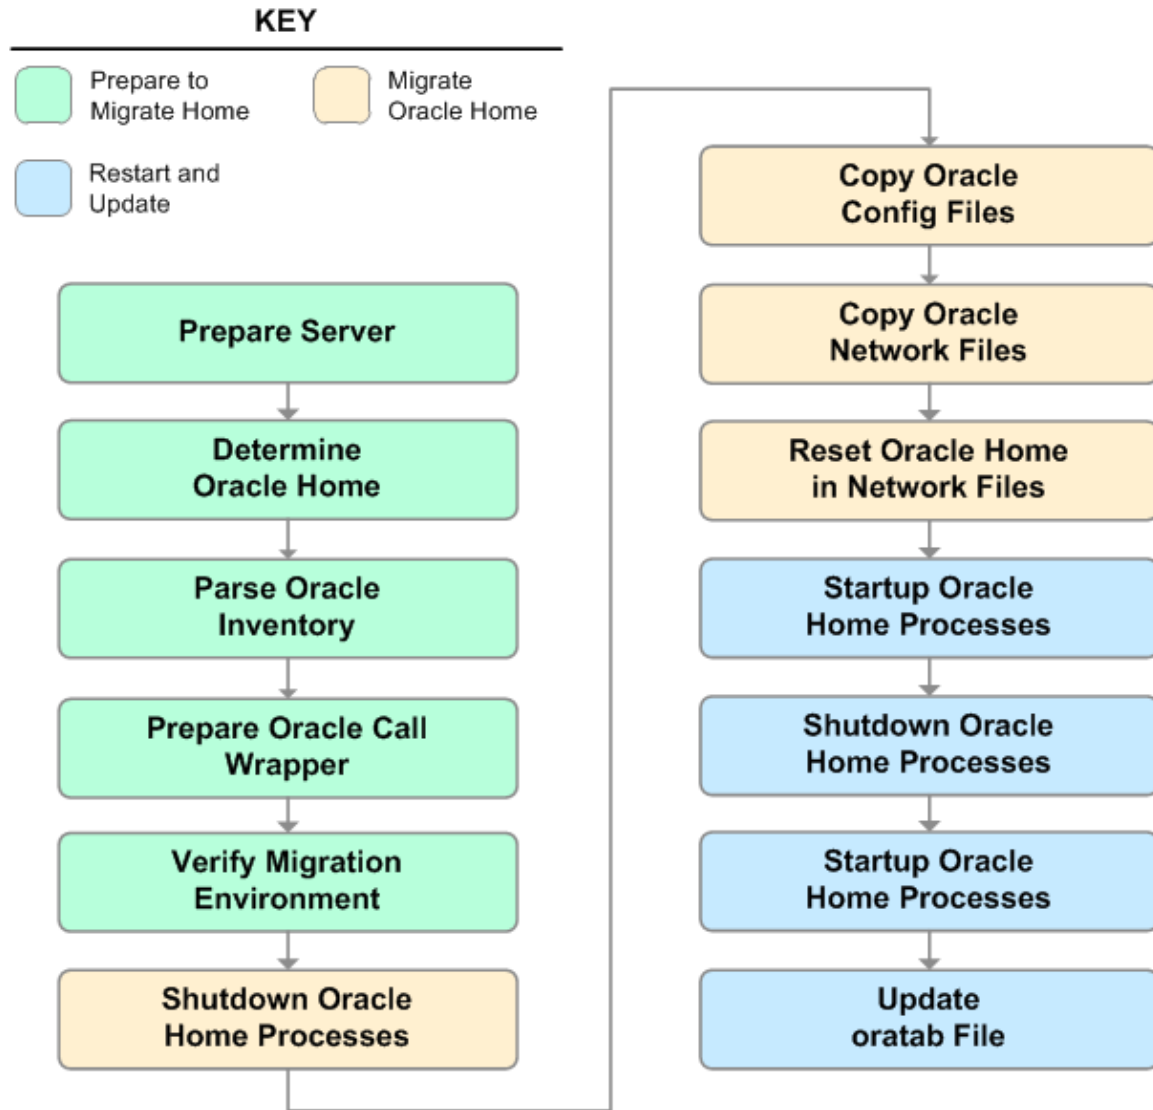 KEY
Prepare to
Migrate Home
Migrate
Oracle Home
Restart and
Update
Prepare Server
Determine
Oracle Home
Parse Oracle
Inventory
Prepare Oracle Call
Wrapper
Verify Migration
Environment
Shutdown Oracle
Home Processes
Copy Oracle
Config Files
Copy Oracle
Network Files
Reset Oracle Home
in Network Files
Startup Oracle
Home Processes
Shutdown Oracle
Home Processes
Startup Oracle
Home Processes
Update
oratab File